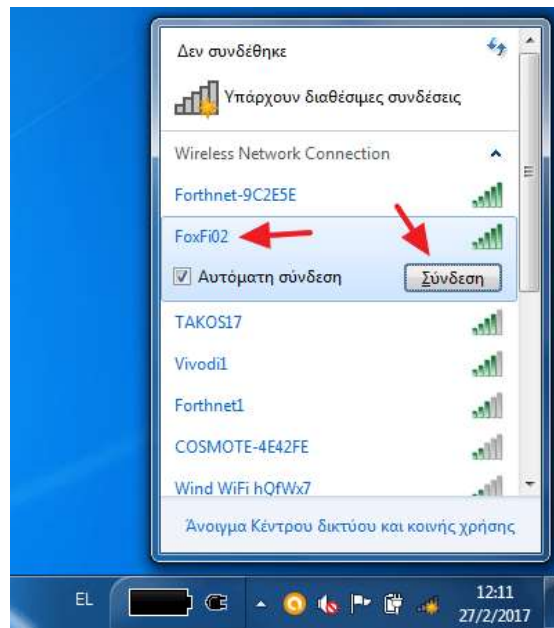 Δεν συνδέθηκε
Υπάρχουν διαθέσιμες συνδέσεις
Wireless Network Connection
Forthnet-9C2E5E
FoxFi02
Αυτόματη σύνδεση
Σύνδεση
TAKOS17
Vivodi1
Forthnet1
COSMOTE-4E42FE
Wind WiFi hQfWx7
Άνοιγμα Κέντρου δικτύου και κοινής χρήσης
EL
12:11
27/2/2017